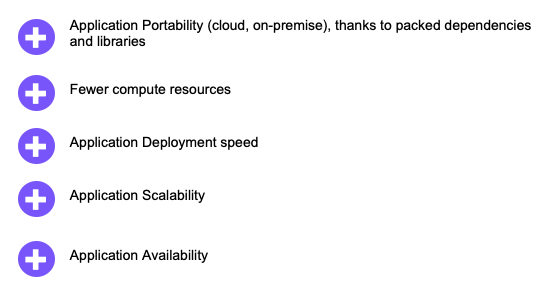 Application Portability (cloud, on-premise), thanks to packed dependencies
and libraries
Fewer compute resources
Application Deployment speed
Application Scalability
Application Availability